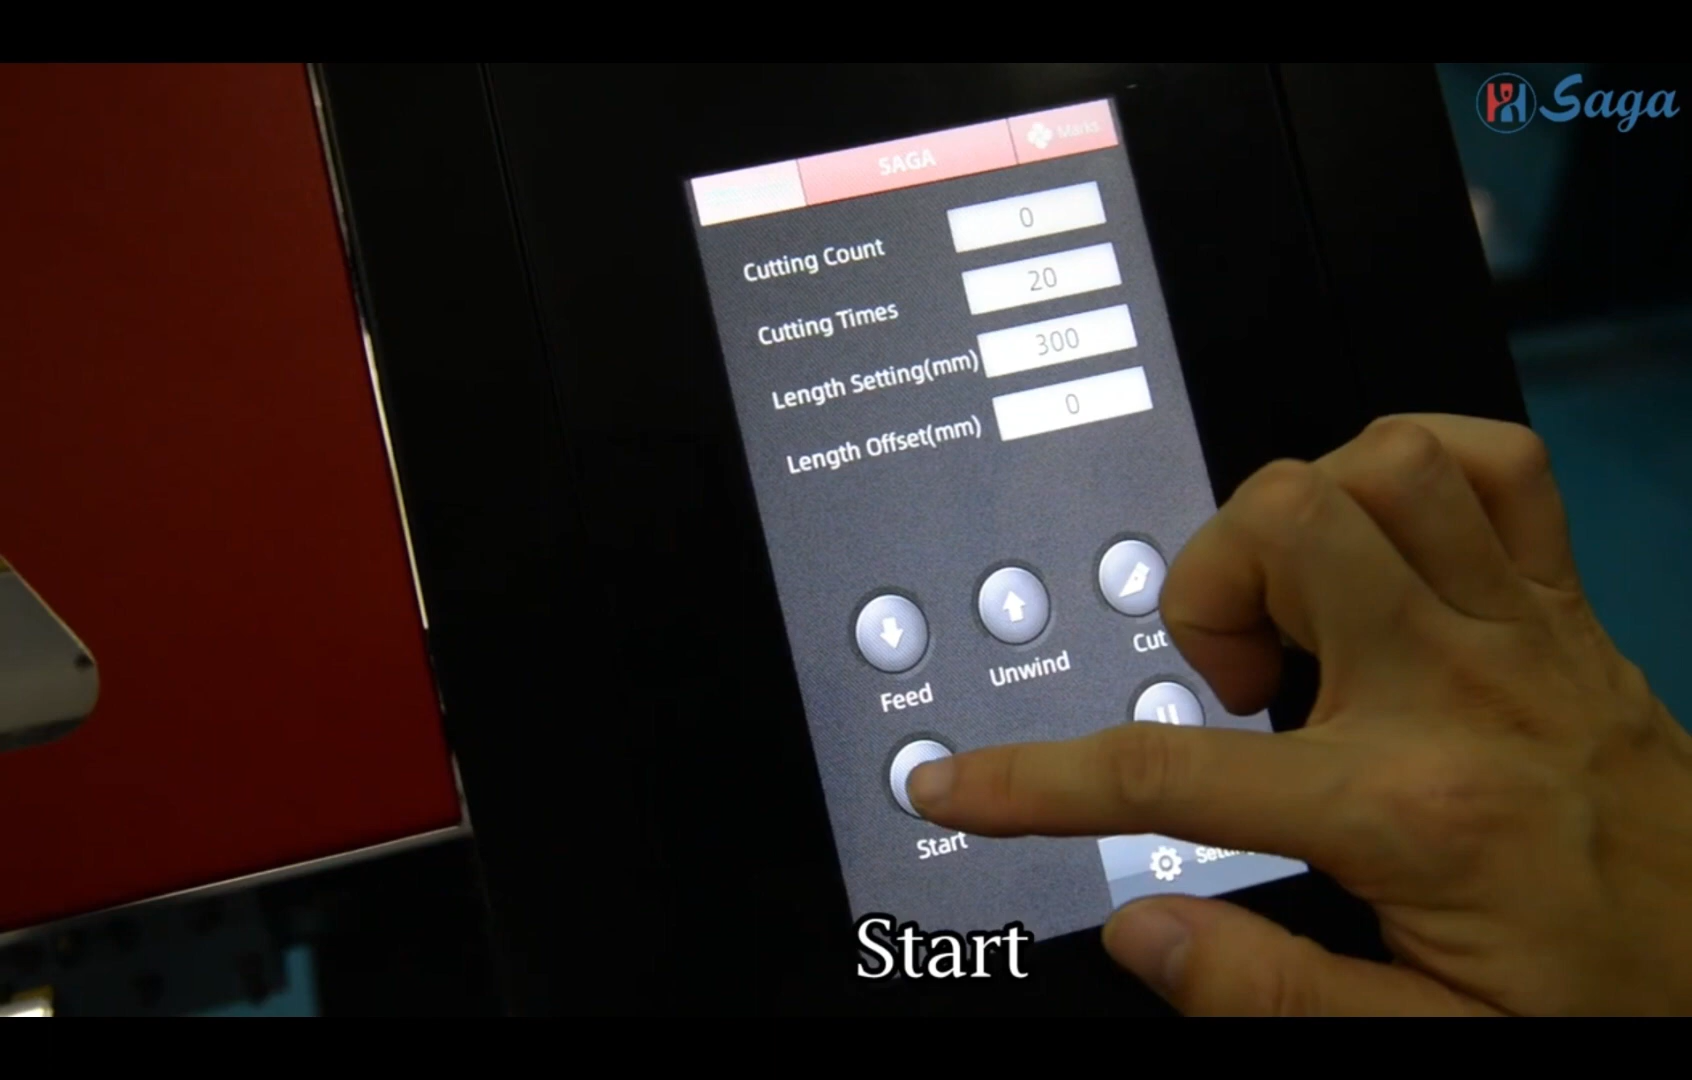 Saga
SAGA
Marks
Cutting Count 0
Cutting Times 20
Length Setting(mm) 300
Length Offset(mm) 0
Feed
Unwind
Cut
Start
Start